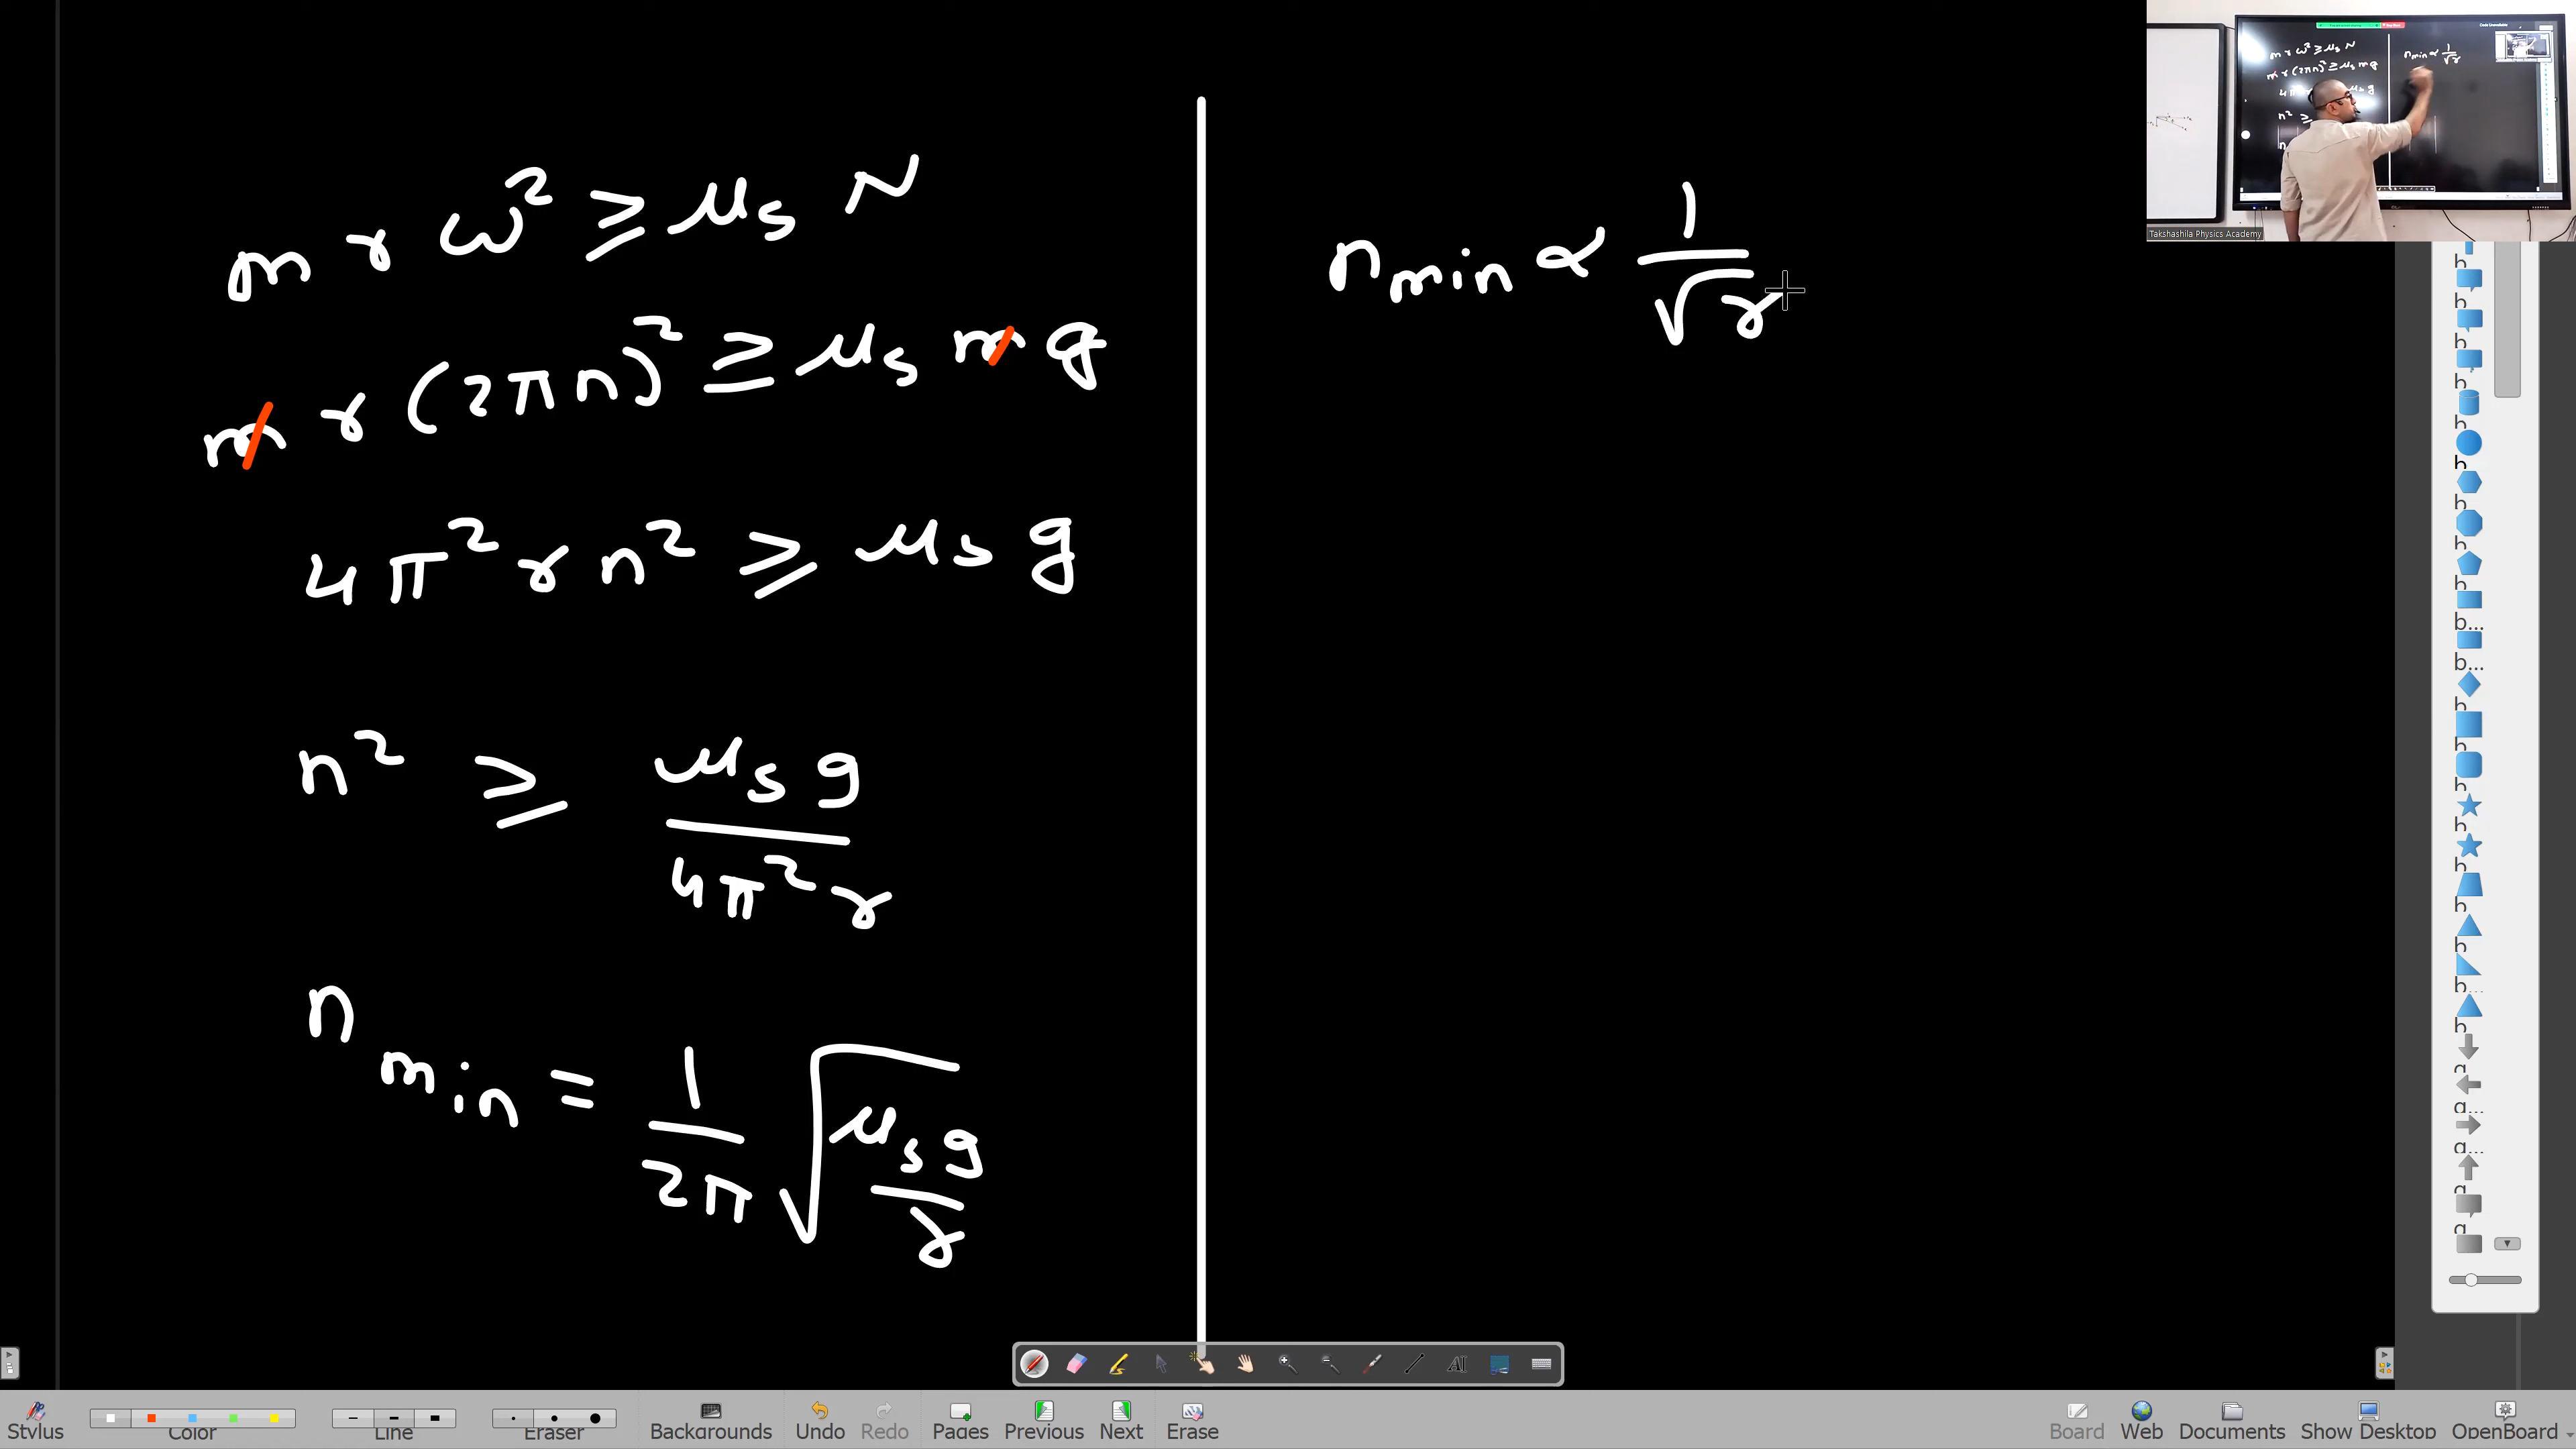 m r ω² ≥ μs N
m r (2πn)² ≥ μs m g
4π² r n² ≥ μs g
n² ≥ μs g / 4π² r
n min = 1/2π √(μs g / r)
n min ∝ 1/√r
Takshashila Physics Academy
b
b
b
b
b
b
b
b
b
b...
b...
b
b
b
b
b
b
b
b...
b
a
a...
a...
a
a
Stylus
Color
Line
Eraser
Backgrounds
Undo
Redo
Pages
Previous
Next
Erase
Board
Web
Documents
Show Desktop
OpenBoard